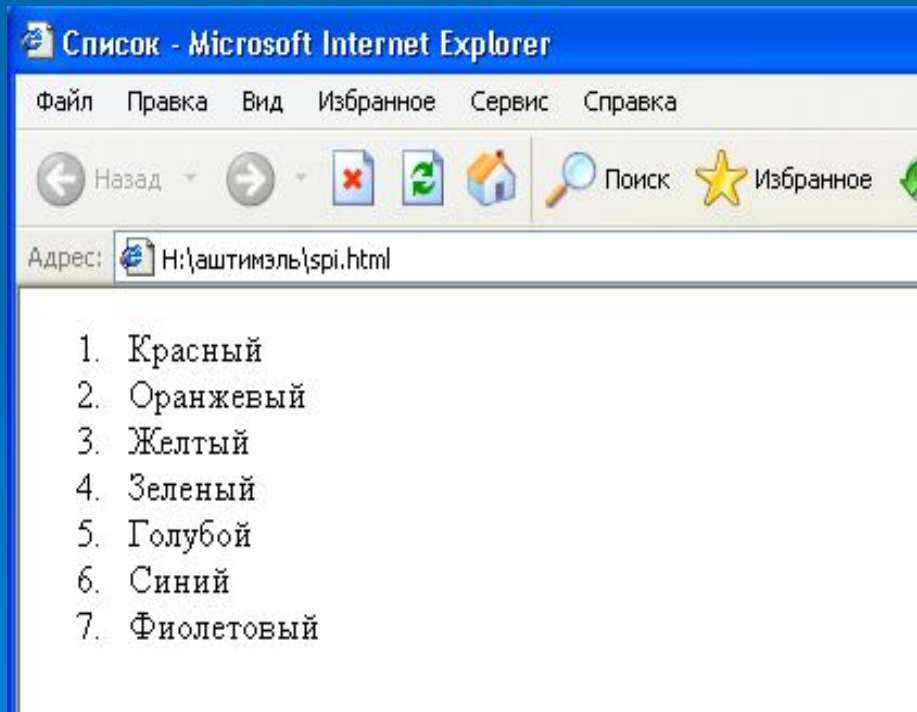 Список - Microsoft Internet Explorer
Файл Правка Вид Избранное Сервис Справка
Назад Поиск Избранное
Адрес: H:\аштимэль\spi.html
1. Красный
2. Оранжевый
3. Желтый
4. Зеленый
5. Голубой
6. Синий
7. Фиолетовый